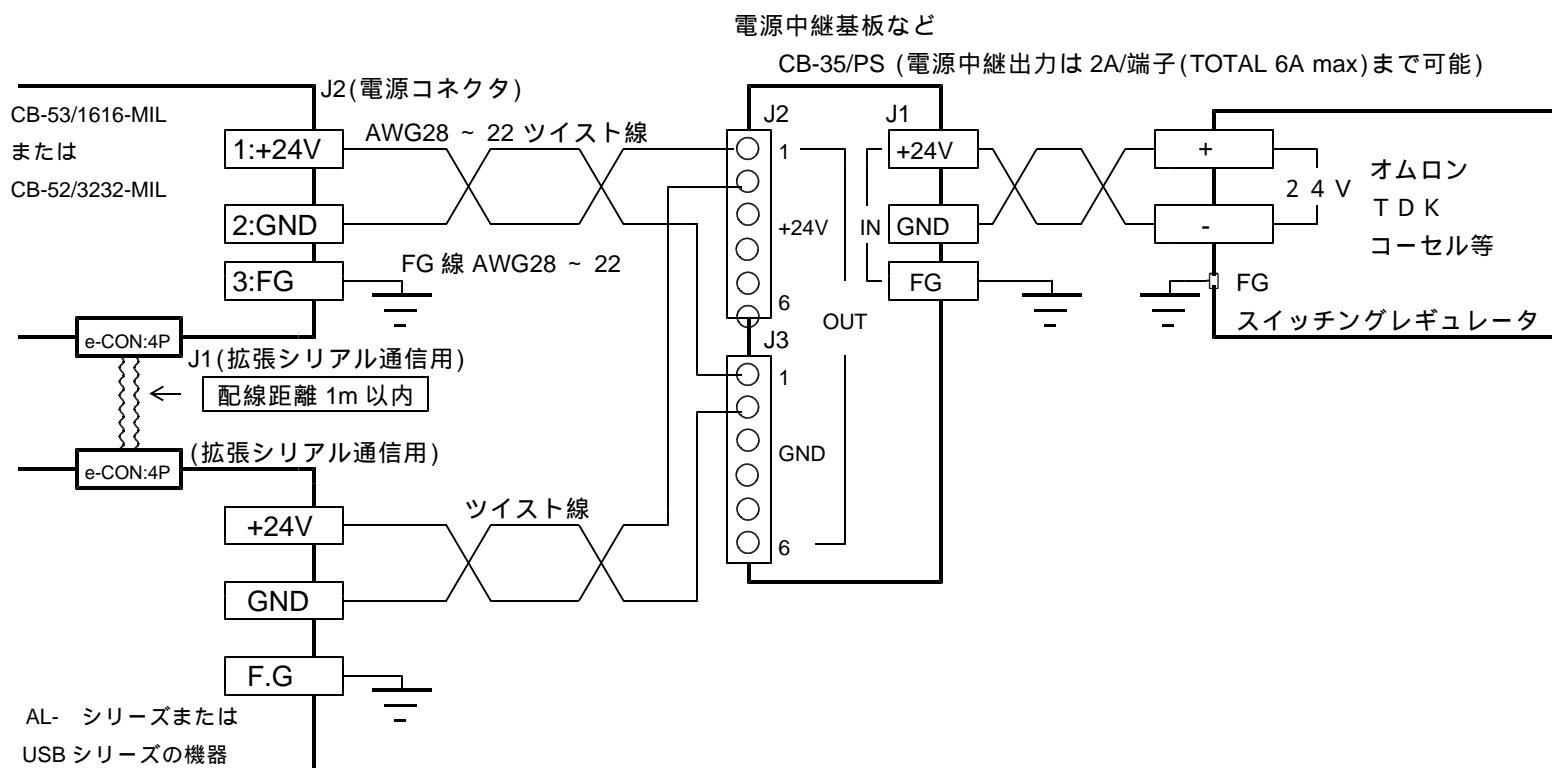 電源中継基板など
CB-35/PS (電源中継出力は 2A/端子(TOTAL 6A max)まで可能)
J2(電源コネクタ)
CB-53/1616-MIL
または
CB-52/3232-MIL
1:+24V
2:GND
3:FG
AWG28 ~ 22 ツイスト線
FG 線 AWG28 ~ 22
J2
1
+24V
6
J3
1
GND
6
OUT
J1
+24V
IN
GND
FG
+
-
２４V
オムロン
ＴＤＫ
コーセル等
FG
スイッチングレギュレータ
e-CON:4P
J1(拡張シリアル通信用)
配線距離 1m 以内
e-CON:4P
(拡張シリアル通信用)
+24V
GND
F.G
ツイスト線
AL-　シリーズまたは
USB シリーズの機器